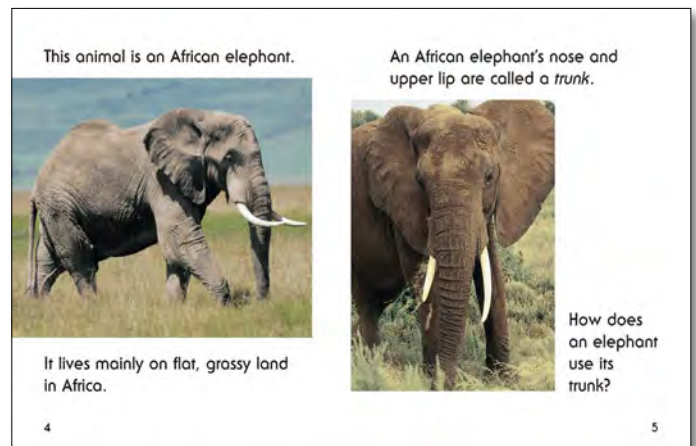 This animal is an African elephant.
It lives mainly on flat, grassy land
in Africa.
4
An African elephant's nose and
upper lip are called a trunk.
How does
an elephant
use its
trunk?
5